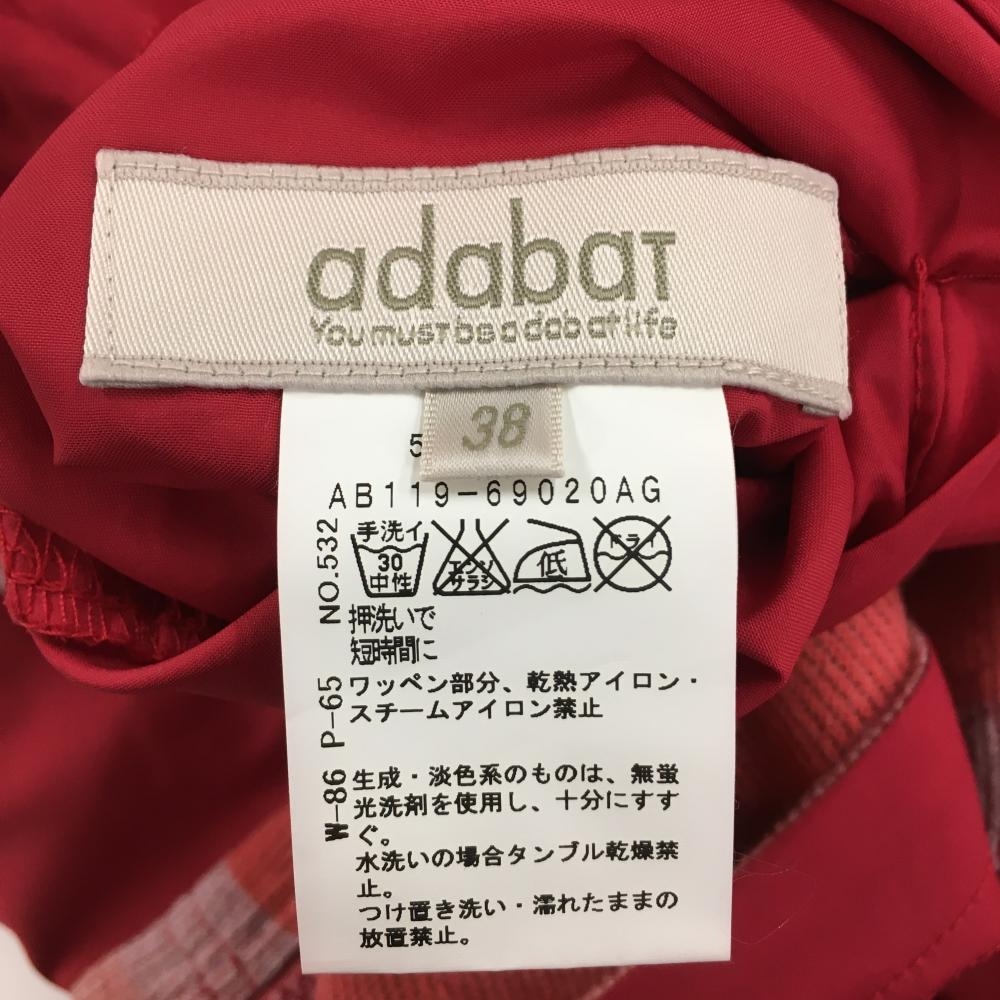 adabat
You must be a dab at life
38
5
AB119-69020AG
手洗イ
30
中性
エンソ
サラシ
低
ドライ
押洗いで
短時間に
ワッペン部分、乾熱アイロン・
スチームアイロン禁止
生成・淡色系のものは、無蛍
光洗剤を使用し、十分にすす
ぐ。
水洗いの場合タンブル乾燥禁
止。
つけ置き洗い・濡れたままの
放置禁止。
W-86 P-65 NO.532